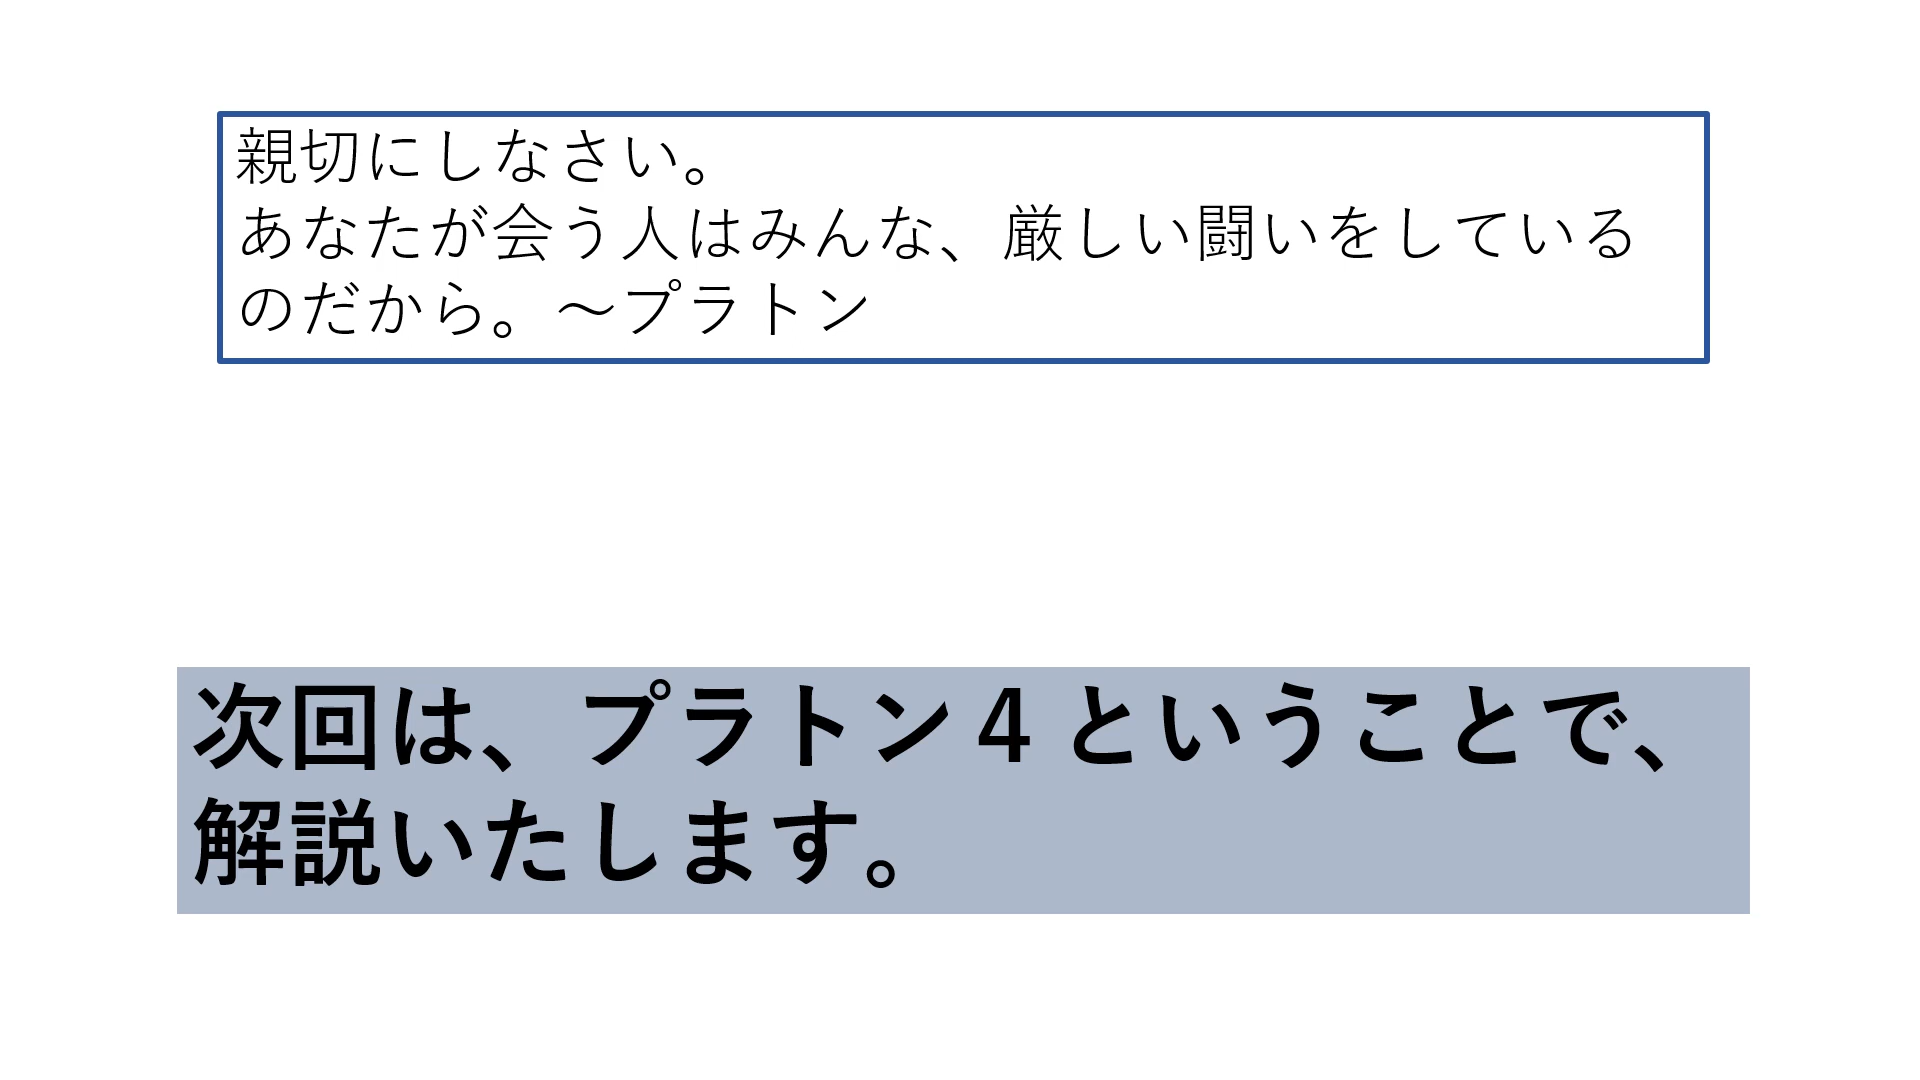 親切にしなさい。
あなたが会う人はみんな、厳しい闘いをしている
のだから。～プラトン
次回は、プラトン４ということで、
解説いたします。